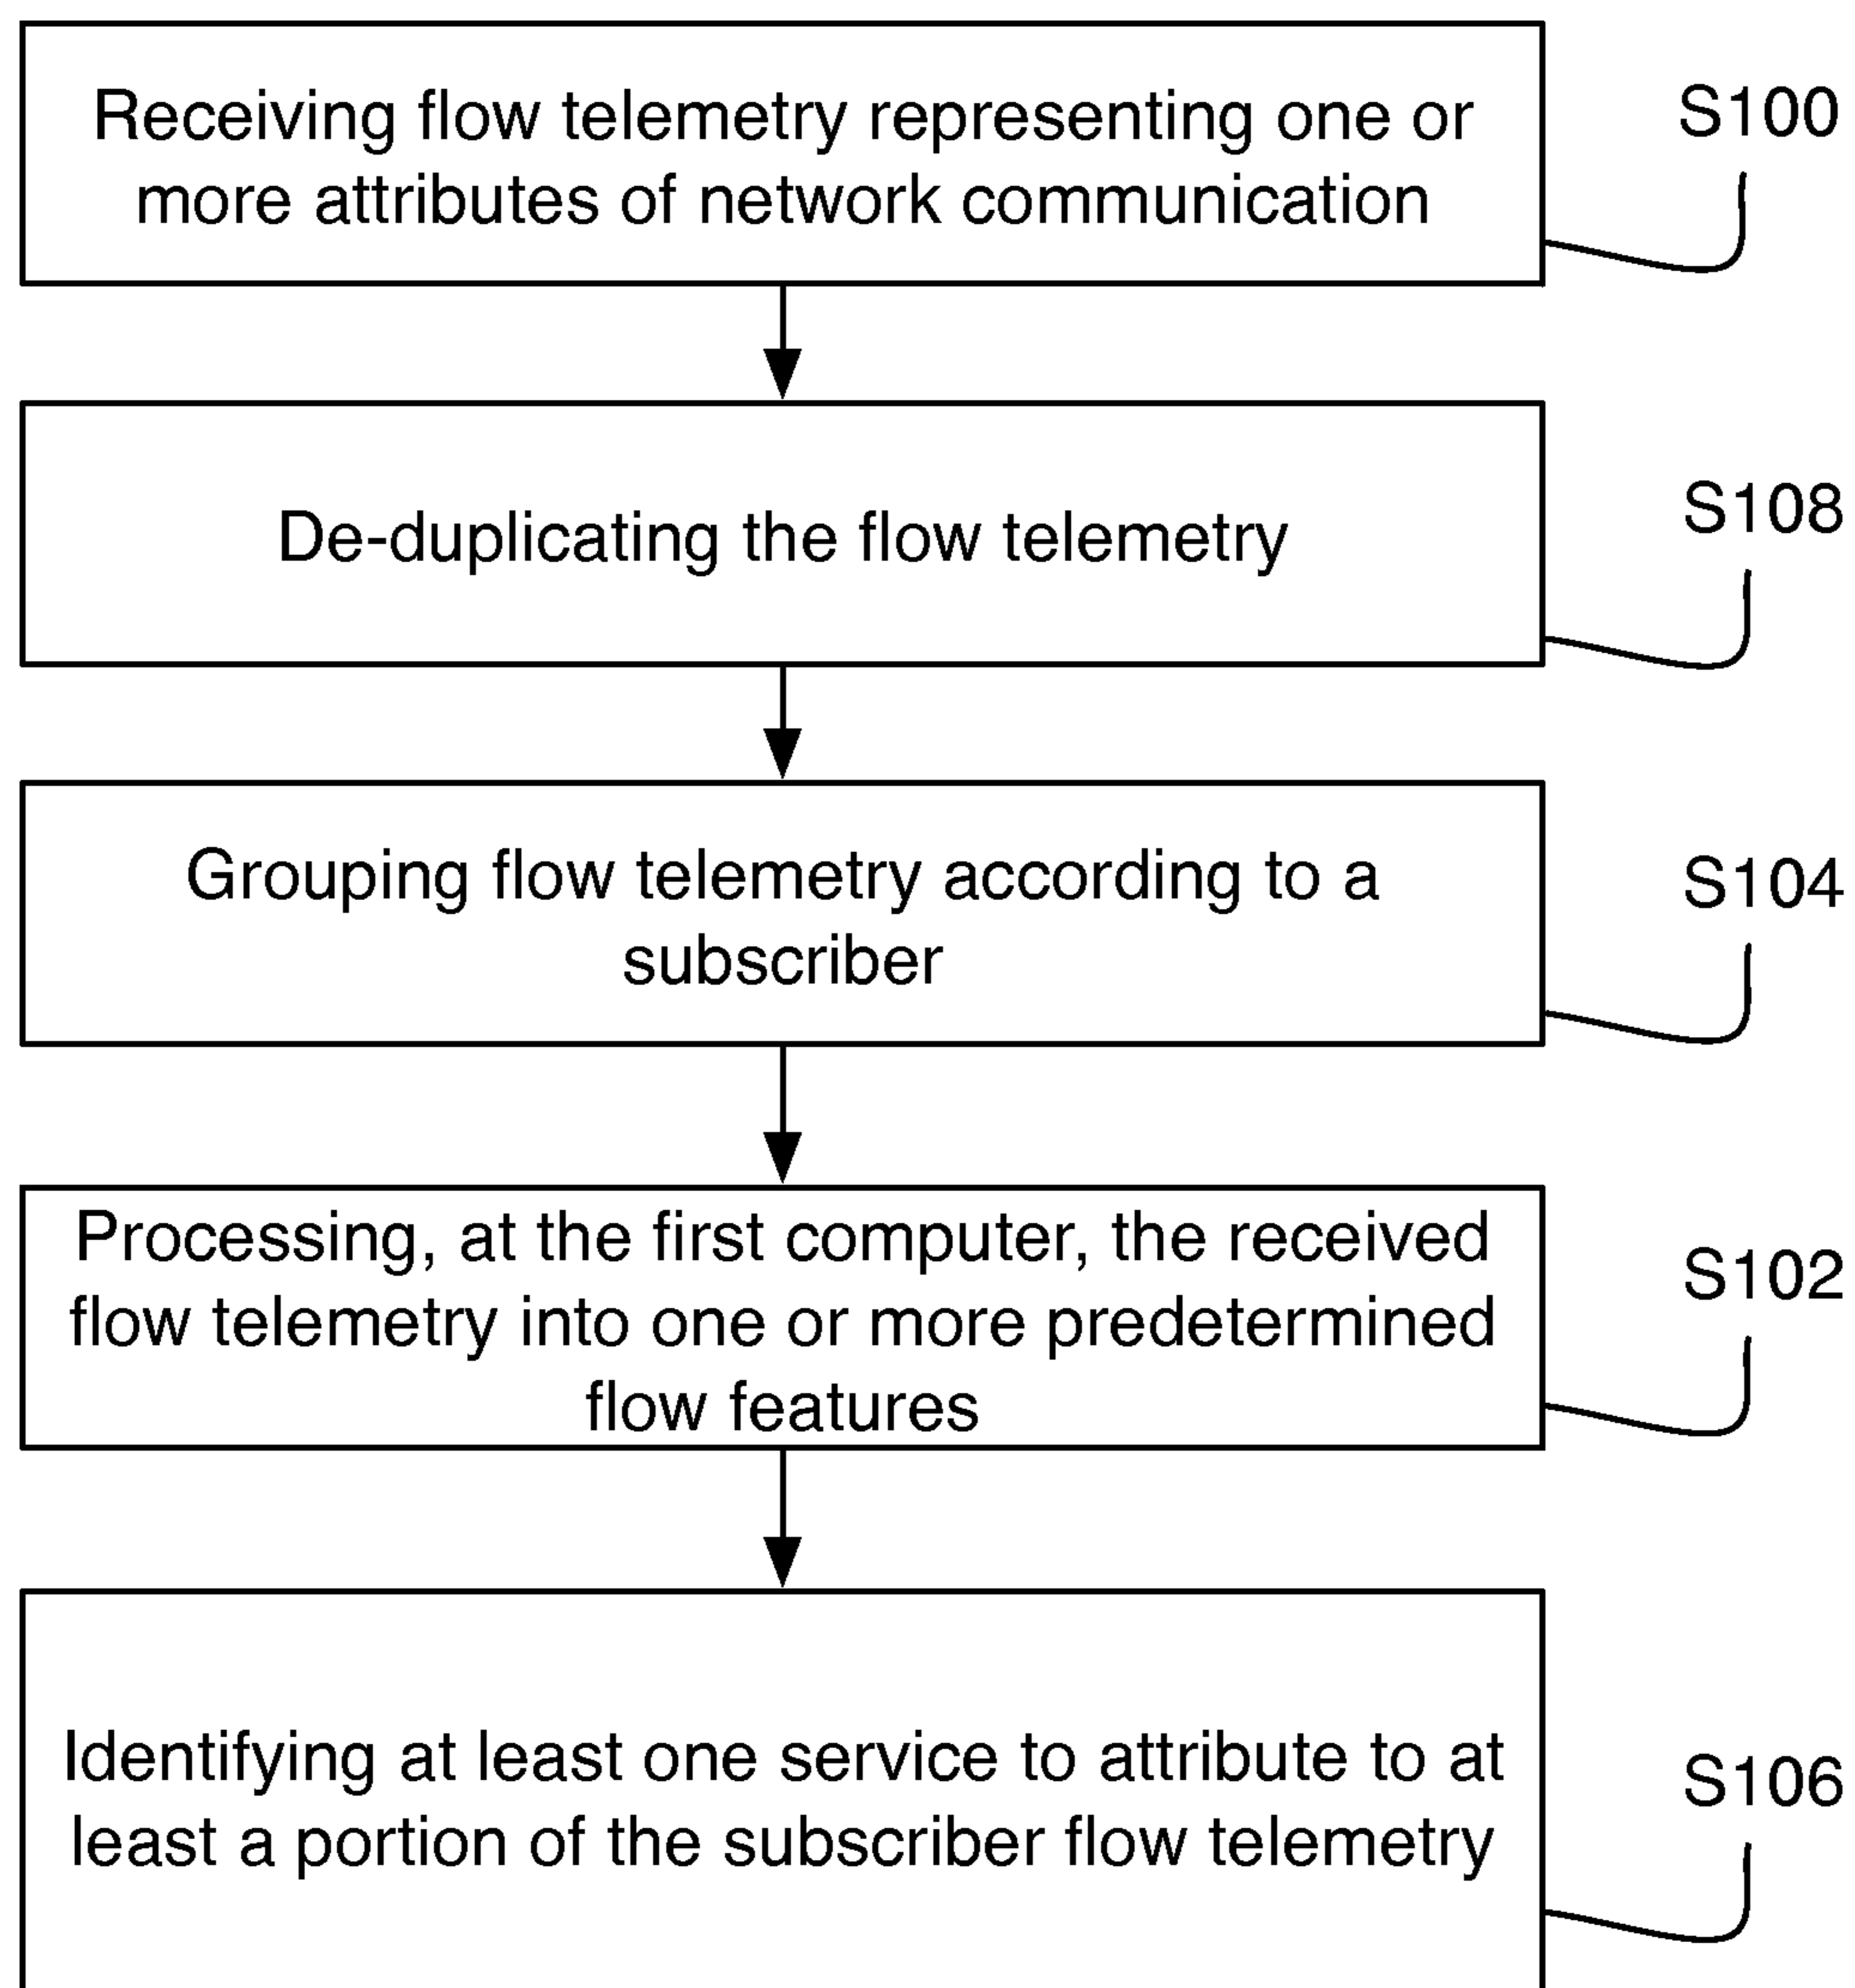 Receiving flow telemetry representing one or
more attributes of network communication
S100
De-duplicating the flow telemetry
S108
Grouping flow telemetry according to a
subscriber
S104
Processing, at the first computer, the received
flow telemetry into one or more predetermined
flow features
S102
Identifying at least one service to attribute to at
least a portion of the subscriber flow telemetry
S106